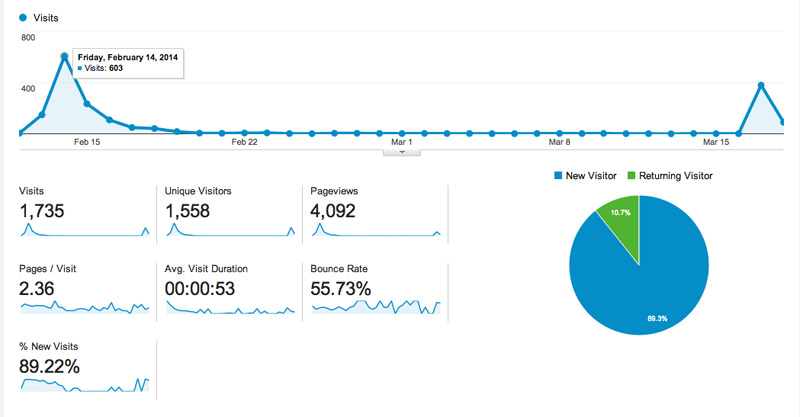 Visits
800
Friday, February 14, 2014
Visits: 603
400
Feb 15
Feb 22
Mar 1
Mar 8
Mar 15
New Visitor
Returning Visitor
Visits
Unique Visitors
Pageviews
1,735
1,558
4,092
10.7%
Pages / Visit
Avg. Visit Duration
Bounce Rate
2.36
00:00:53
55.73%
89.3%
% New Visits
89.22%